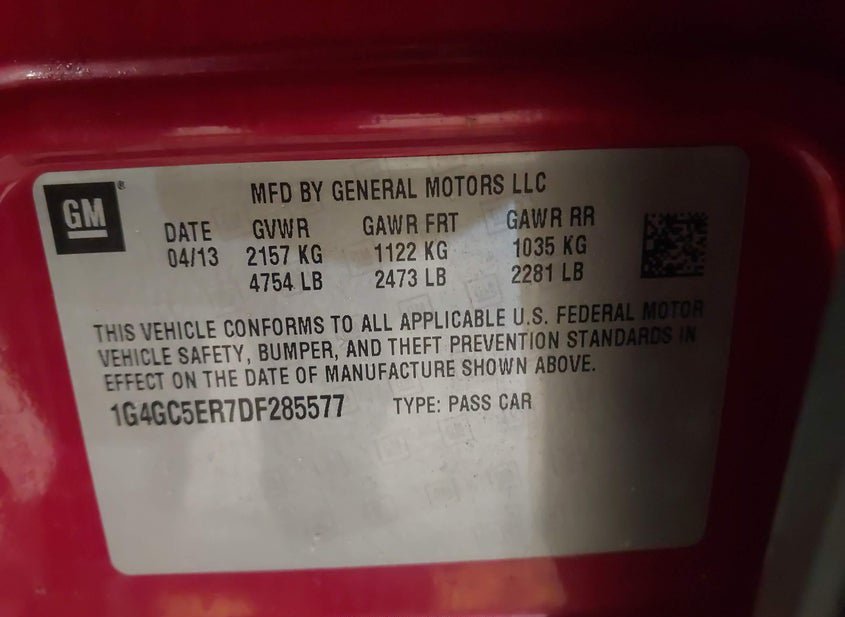 GM®
MFD BY GENERAL MOTORS LLC
DATE GVWR GAWR FRT GAWR RR
04/13 2157 KG 1122 KG 1035 KG
4754 LB 2473 LB 2281 LB
THIS VEHICLE CONFORMS TO ALL APPLICABLE U.S. FEDERAL MOTOR
VEHICLE SAFETY, BUMPER, AND THEFT PREVENTION STANDARDS IN
EFFECT ON THE DATE OF MANUFACTURE SHOWN ABOVE.
1G4GC5ER7DF285577 TYPE: PASS CAR